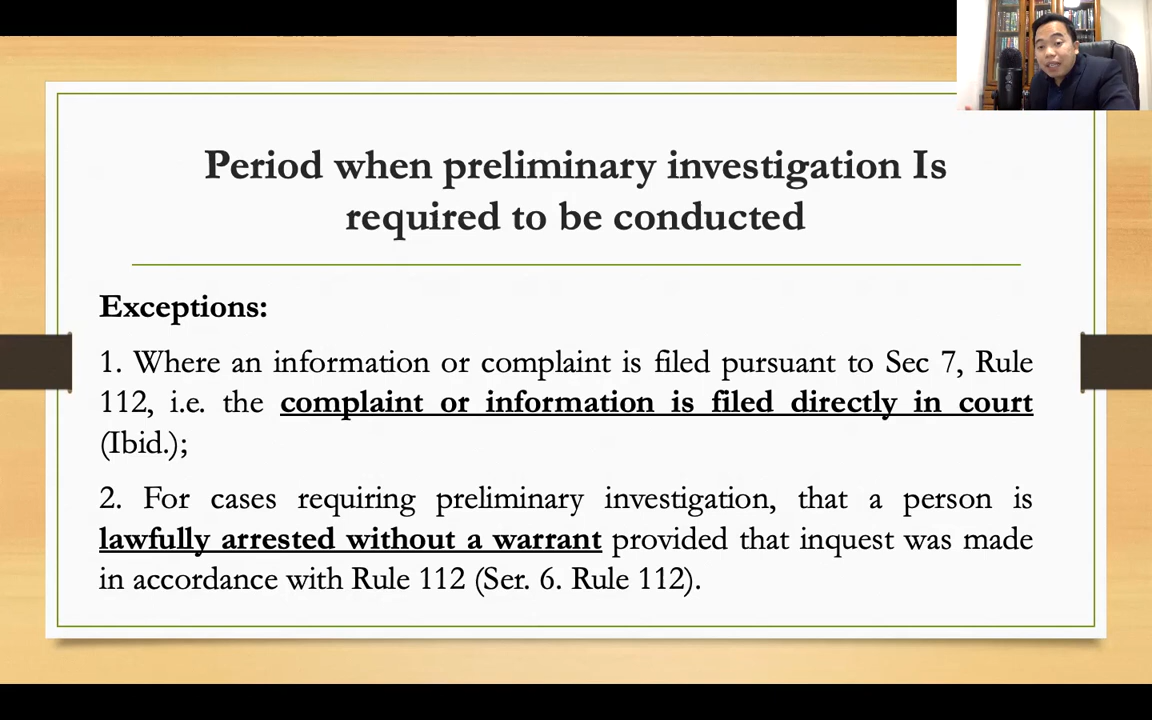 Period when preliminary investigation Is
required to be conducted
Exceptions:
1. Where an information or complaint is filed pursuant to Sec 7, Rule
112, i.e. the complaint or information is filed directly in court
(Ibid.);
2. For cases requiring preliminary investigation, that a person is
lawfully arrested without a warrant provided that inquest was made
in accordance with Rule 112 (Ser. 6. Rule 112).